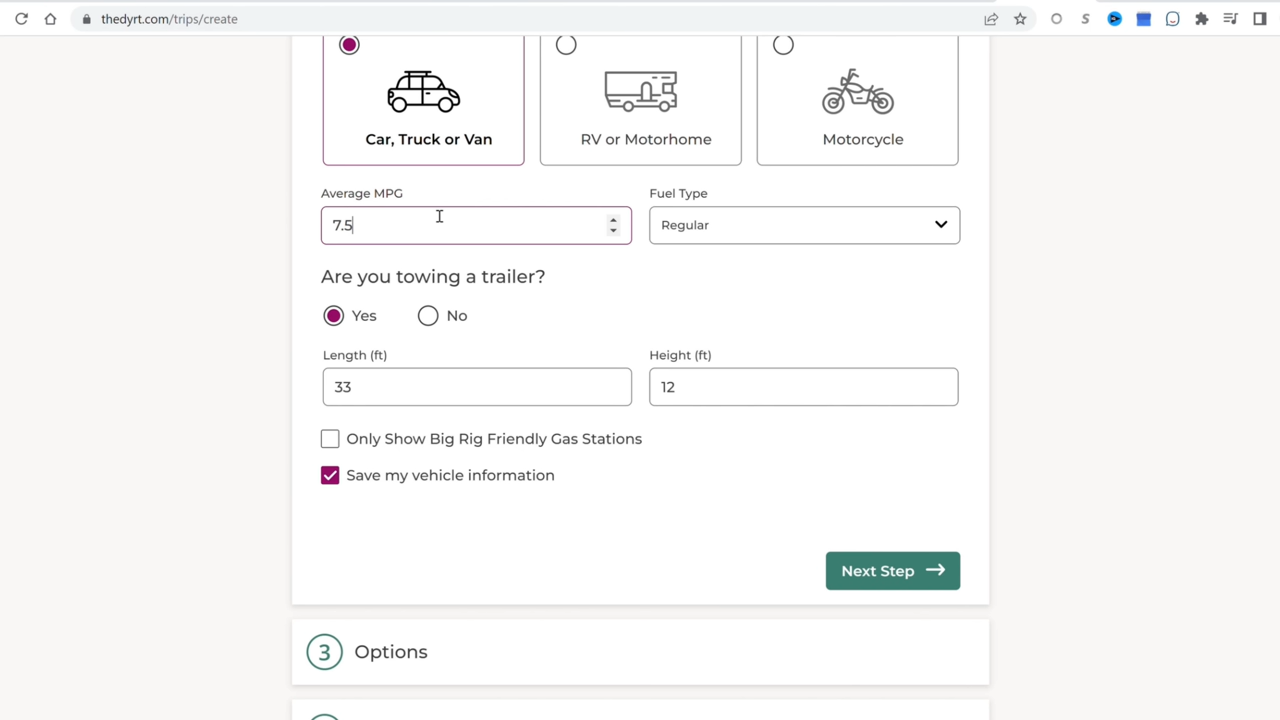 thedyrt.com/trips/create
Car, Truck or Van
RV or Motorhome
Motorcycle
Average MPG
Fuel Type
7.5
Regular
Are you towing a trailer?
Yes
No
Length (ft)
Height (ft)
33
12
Only Show Big Rig Friendly Gas Stations
Save my vehicle information
Next Step
3
Options